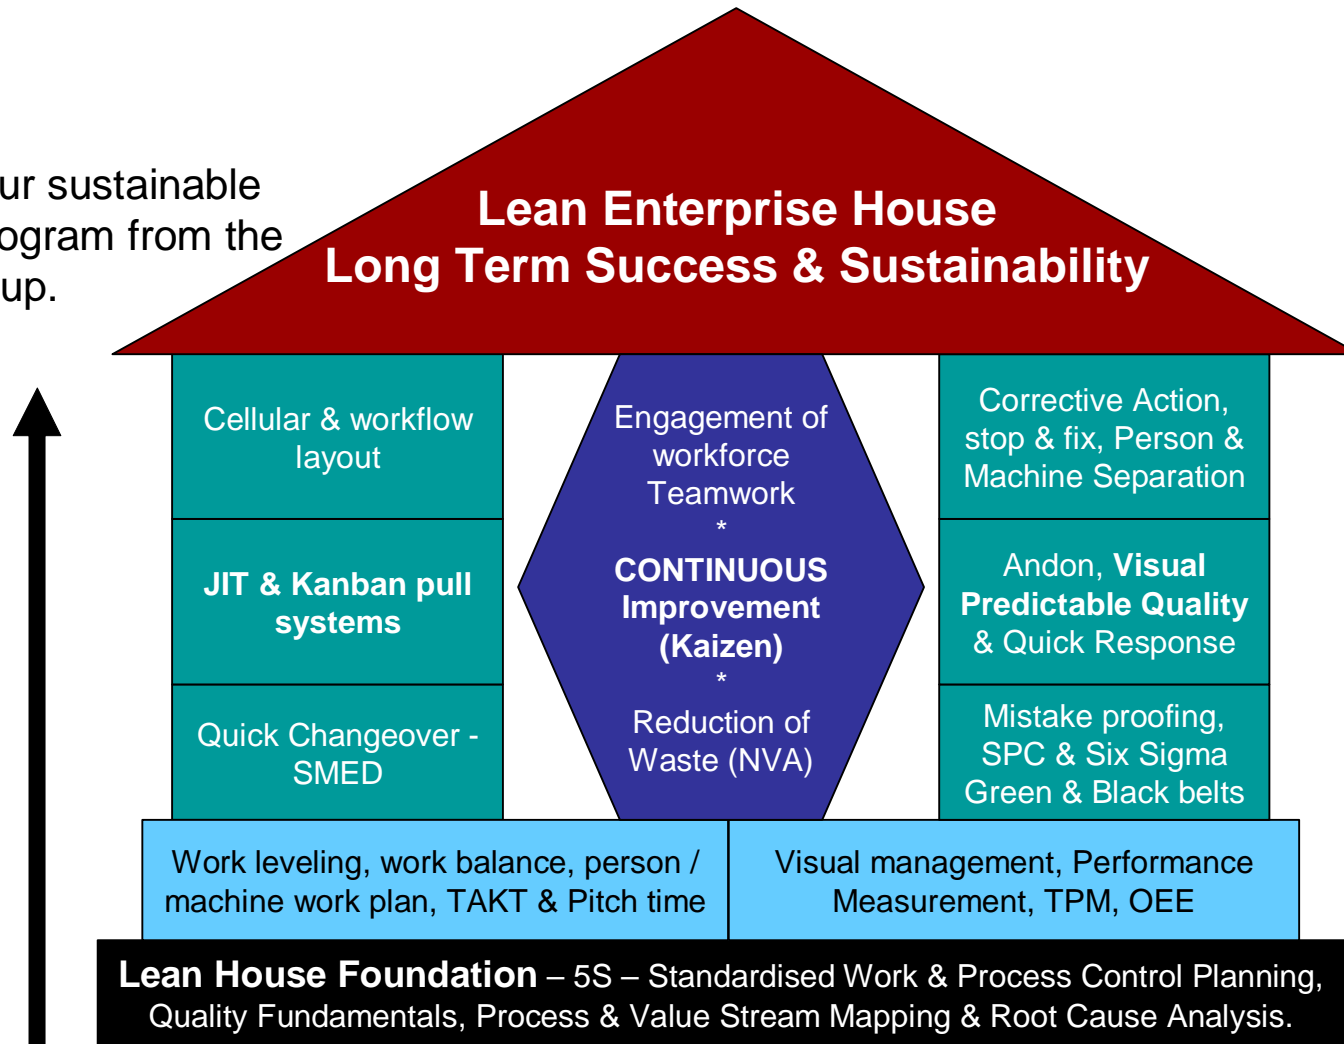 ur sustainable
ogram from the
up.
Lean Enterprise House
Long Term Success & Sustainability
Cellular & workflow
layout
JIT & Kanban pull
systems
Quick Changeover -
SMED
Engagement of
workforce
Teamwork
*
CONTINUOUS
Improvement
(Kaizen)
*
Reduction of
Waste (NVA)
Corrective Action,
stop & fix, Person &
Machine Separation
Andon, Visual
Predictable Quality
& Quick Response
Mistake proofing,
SPC & Six Sigma
Green & Black belts
Work leveling, work balance, person /
machine work plan, TAKT & Pitch time
Visual management, Performance
Measurement, TPM, OEE
Lean House Foundation – 5S – Standardised Work & Process Control Planning,
Quality Fundamentals, Process & Value Stream Mapping & Root Cause Analysis.